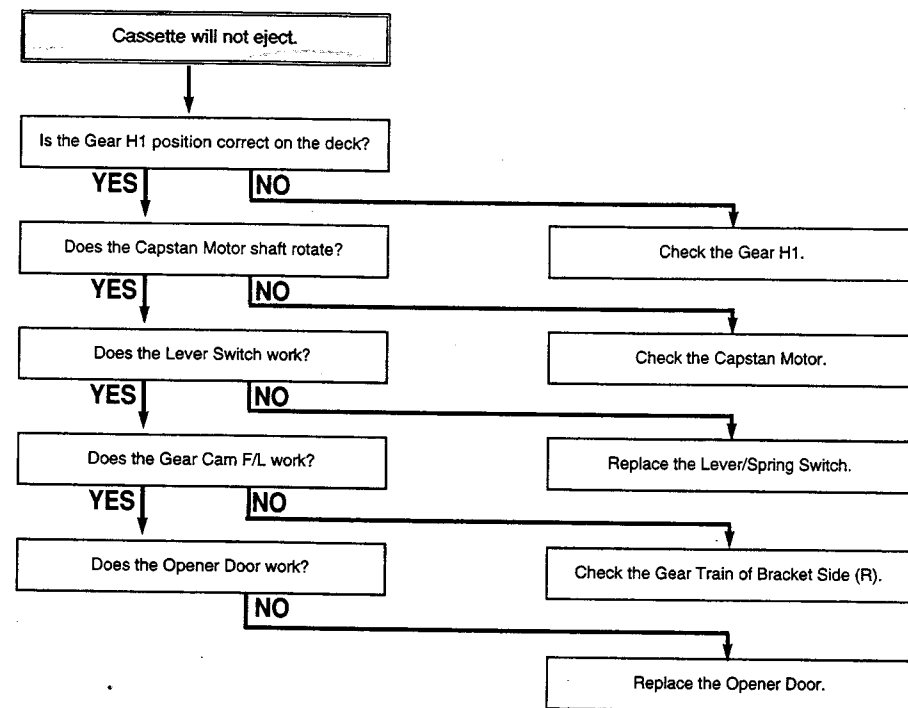 Cassette will not eject.
Is the Gear H1 position correct on the deck?
YES
NO
Does the Capstan Motor shaft rotate?
Check the Gear H1.
YES
NO
Does the Lever Switch work?
Check the Capstan Motor.
YES
NO
Does the Gear Cam F/L work?
Replace the Lever/Spring Switch.
YES
NO
Does the Opener Door work?
Check the Gear Train of Bracket Side (R).
NO
Replace the Opener Door.